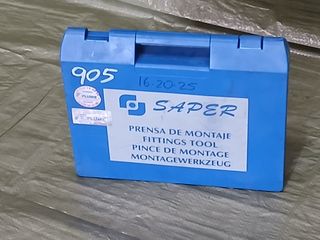 905
16-20-25
SAPER
PRENSA DE MONTAJE
FITTINGS TOOL
PINCE DE MONTAGE
MONTAGEWERKZEUG